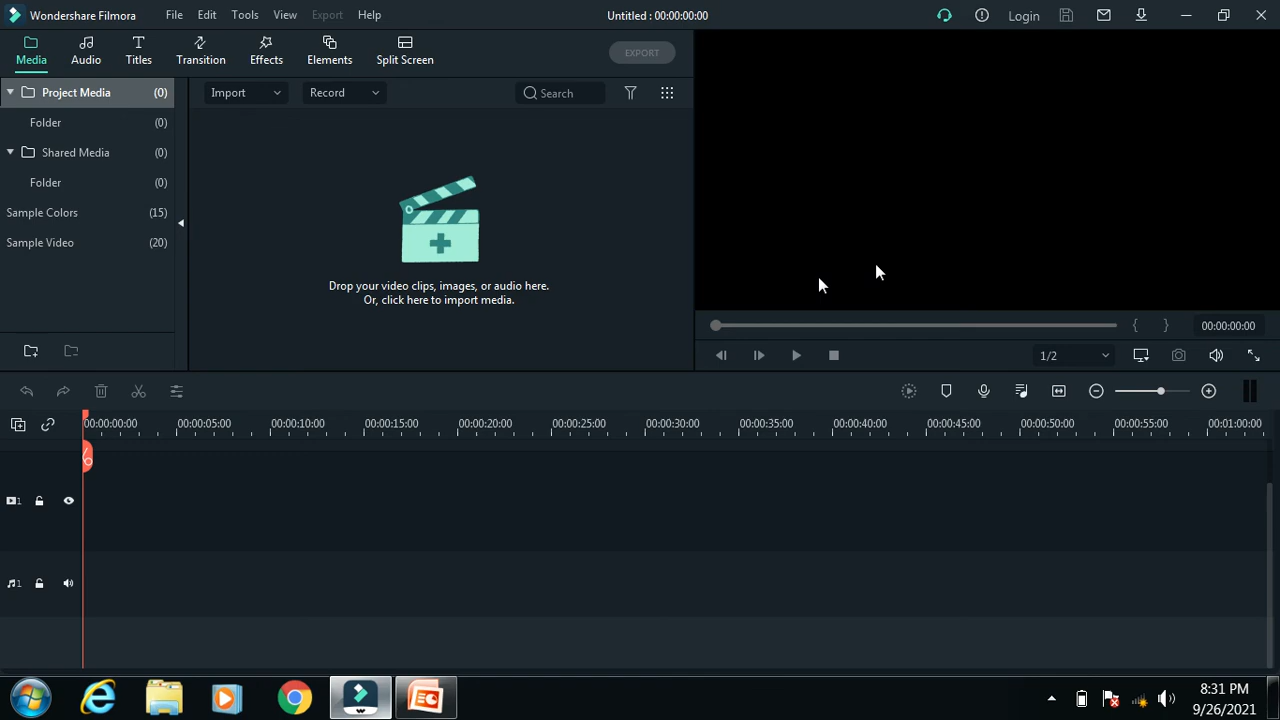 Wondershare Filmora
File
Edit
Tools
View
Export
Help
Untitled : 00:00:00:00
Login
Media
Audio
Titles
Transition
Effects
Elements
Split Screen
EXPORT
Project Media (0)
Folder (0)
Shared Media (0)
Folder (0)
Sample Colors (15)
Sample Video (20)
Import
Record
Search
Drop your video clips, images, or audio here.
Or, click here to import media.
{ }
00:00:00:00
1/2
00:00:00:00 00:00:05:00 00:00:10:00 00:00:15:00 00:00:20:00 00:00:25:00 00:00:30:00 00:00:35:00 00:00:40:00 00:00:45:00 00:00:50:00 00:00:55:00 00:01:00:00
1
1
8:31 PM
9/26/2021